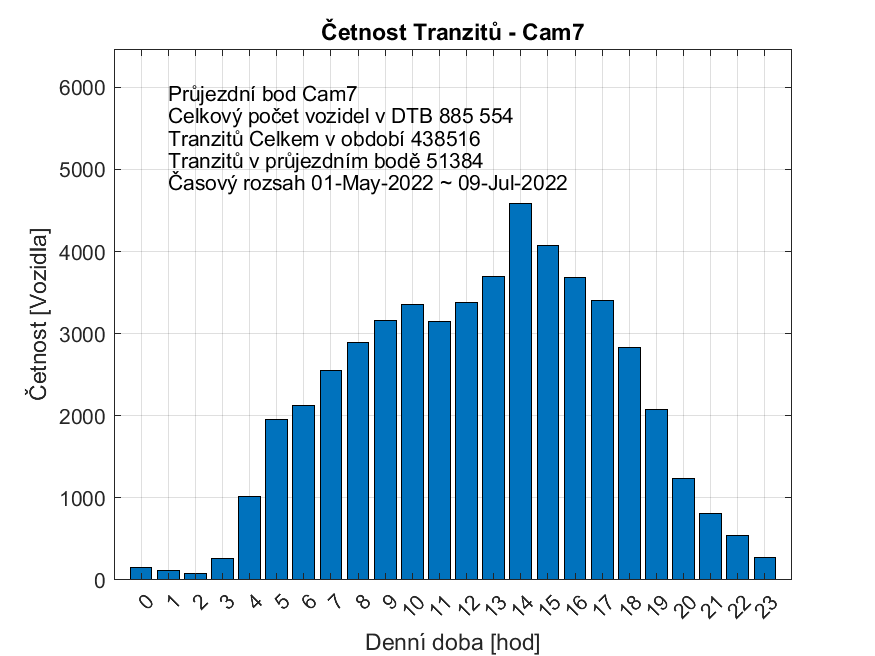 Četnost Tranzitů - Cam7
6000
5000
4000
3000
2000
1000
0
Četnost [Vozidla]
Průjezdní bod Cam7
Celkový počet vozidel v DTB 885 554
Tranzitů Celkem v období 438516
Tranzitů v průjezdním bodě 51384
Časový rozsah 01-May-2022 ~ 09-Jul-2022
0 1 2 3 4 5 6 7 8 9 10 11 12 13 14 15 16 17 18 19 20 21 22 23
Denní doba [hod]